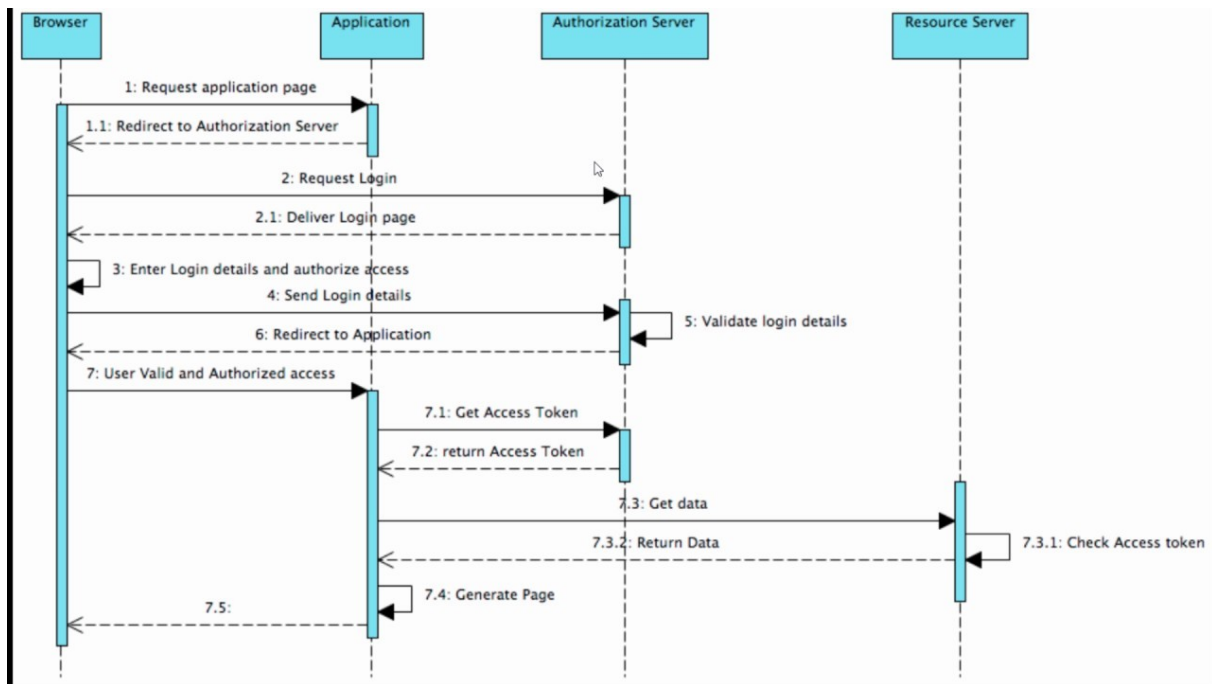 Browser
Application
Authorization Server
Resource Server
1: Request application page
1.1: Redirect to Authorization Server
2: Request Login
2.1: Deliver Login page
3: Enter Login details and authorize access
4: Send Login details
5: Validate login details
6: Redirect to Application
7: User Valid and Authorized access
7.1: Get Access Token
7.2: return Access Token
7.3: Get data
7.3.2: Return Data
7.3.1: Check Access token
7.4: Generate Page
7.5: